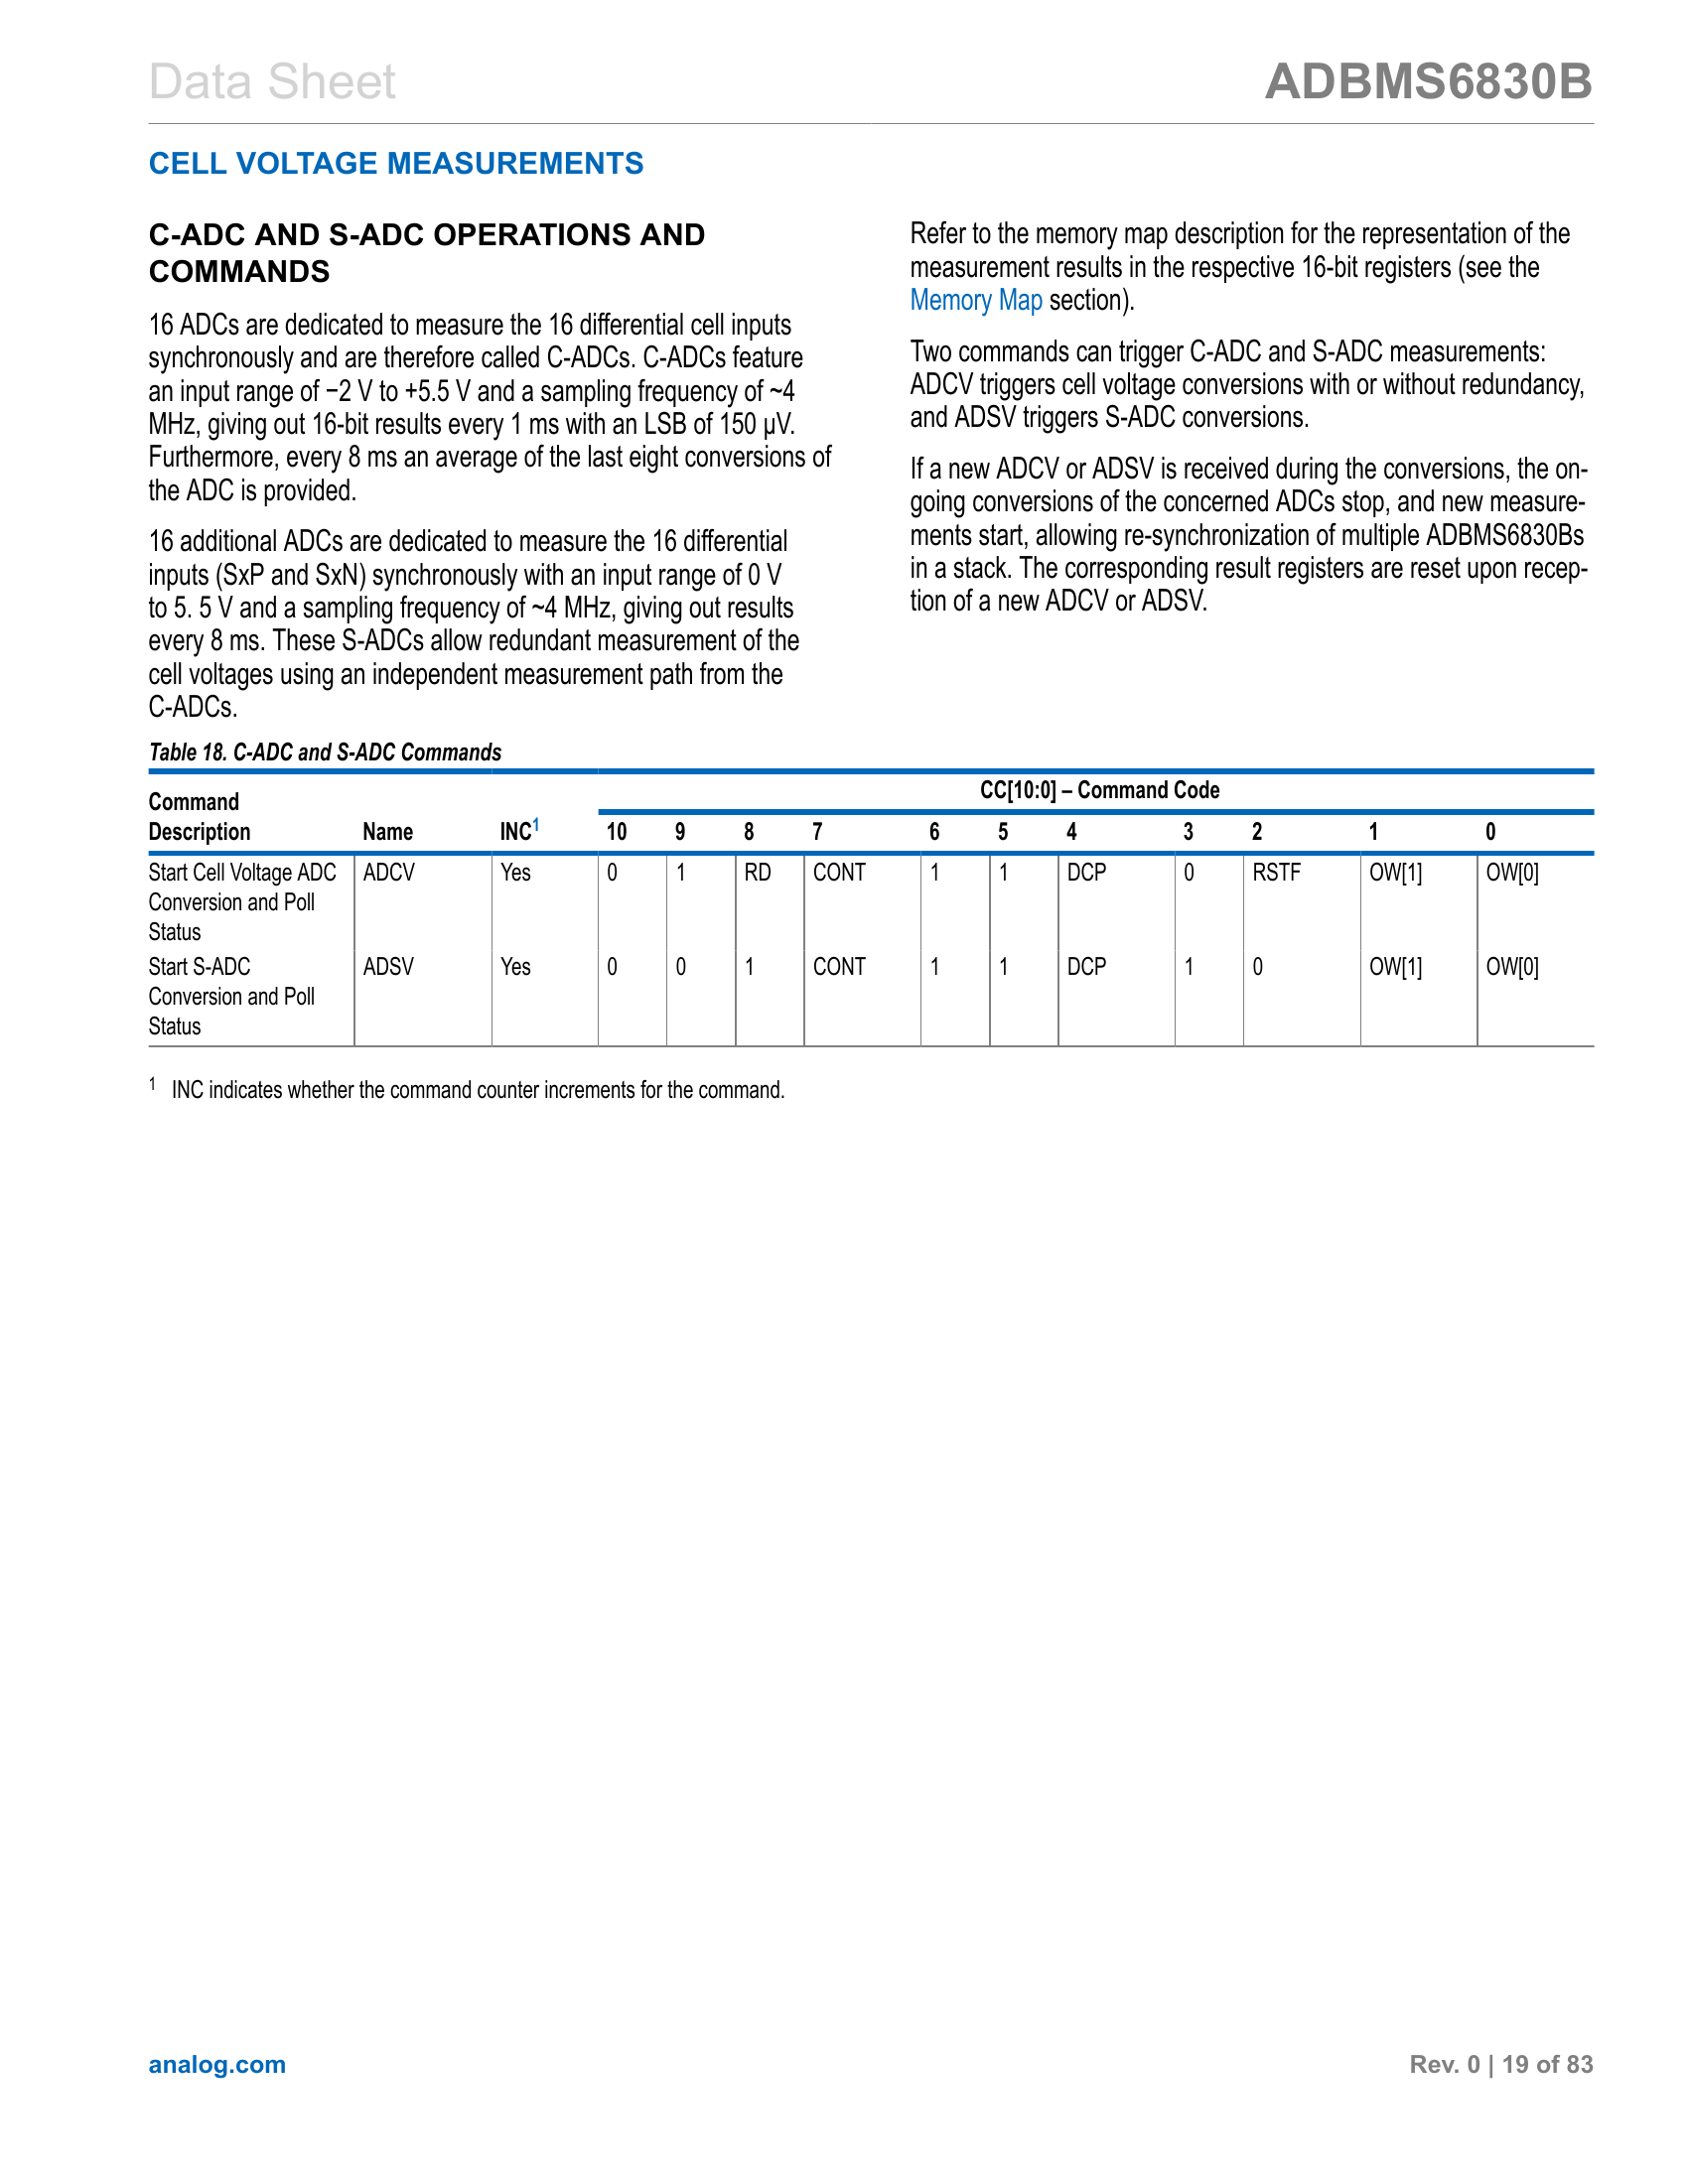 Data Sheet
ADBMS6830B
CELL VOLTAGE MEASUREMENTS
C-ADC AND S-ADC OPERATIONS AND
COMMANDS
16 ADCs are dedicated to measure the 16 differential cell inputs
synchronously and are therefore called C-ADCs. C-ADCs feature
an input range of −2 V to +5.5 V and a sampling frequency of ~4
MHz, giving out 16-bit results every 1 ms with an LSB of 150 μV.
Furthermore, every 8 ms an average of the last eight conversions of
the ADC is provided.
16 additional ADCs are dedicated to measure the 16 differential
inputs (SxP and SxN) synchronously with an input range of 0 V
to 5. 5 V and a sampling frequency of ~4 MHz, giving out results
every 8 ms. These S-ADCs allow redundant measurement of the
cell voltages using an independent measurement path from the
C-ADCs.
Refer to the memory map description for the representation of the
measurement results in the respective 16-bit registers (see the
Memory Map section).
Two commands can trigger C-ADC and S-ADC measurements:
ADCV triggers cell voltage conversions with or without redundancy,
and ADSV triggers S-ADC conversions.
If a new ADCV or ADSV is received during the conversions, the on-
going conversions of the concerned ADCs stop, and new measure-
ments start, allowing re-synchronization of multiple ADBMS6830Bs
in a stack. The corresponding result registers are reset upon recep-
tion of a new ADCV or ADSV.
Table 18. C-ADC and S-ADC Commands
CC[10:0] – Command Code
Command
Description Name INC1 10 9 8 7 6 5 4 3 2 1 0
Start Cell Voltage ADC ADCV Yes 0 1 RD CONT 1 1 DCP 0 RSTF OW[1] OW[0]
Conversion and Poll
Status
Start S-ADC ADSV Yes 0 0 1 CONT 1 1 DCP 1 0 OW[1] OW[0]
Conversion and Poll
Status
1 INC indicates whether the command counter increments for the command.
analog.com
Rev. 0 | 19 of 83